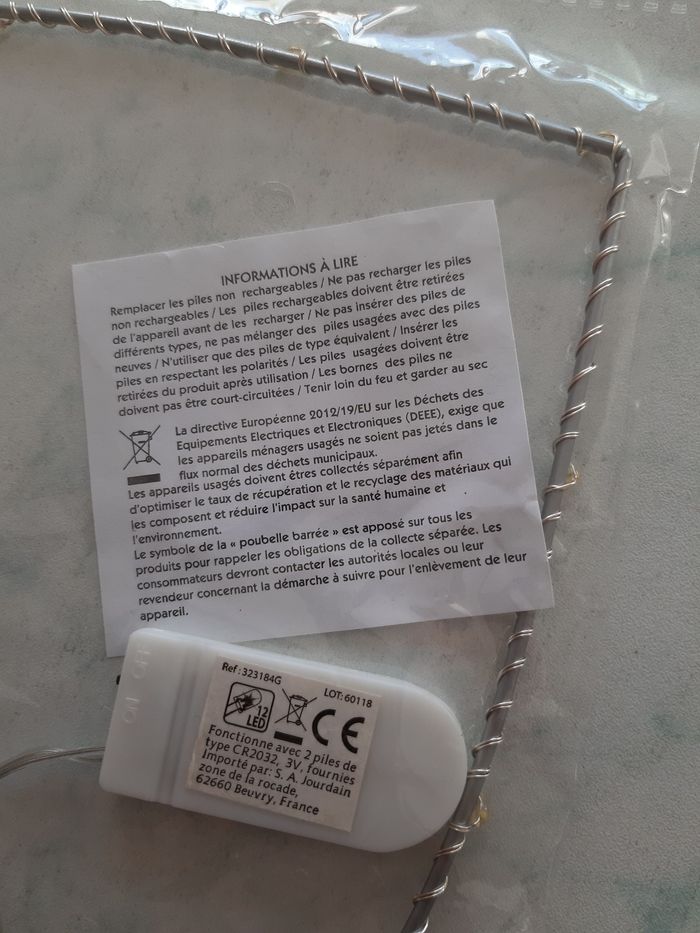 INFORMATIONS À LIRE
Remplacer les piles non rechargeables / Ne pas recharger les piles
non rechargeables / Les piles rechargeables doivent être retirées
de l'appareil avant de les recharger / Ne pas insérer des piles de
différents types, ne pas mélanger des piles usagées avec des piles
neuves / N'utiliser que des piles de type équivalent / Insérer les
piles en respectant les polarités / Les piles usagées doivent être
retirées du produit après utilisation / Les bornes des piles ne
doivent pas être court-circuitées / Tenir loin du feu et garder au sec
La directive Européenne 2012/19/EU sur les Déchets des
Equipements Electriques et Electroniques (DEEE), exige que
les appareils ménagers usagés ne soient pas jetés dans le
flux normal des déchets municipaux.
Les appareils usagés doivent êtres collectés séparément afin
d'optimiser le taux de récupération et le recyclage des matériaux qui
les composent et réduire l'impact sur la santé humaine et
l'environnement.
Le symbole de la « poubelle barrée » est apposé sur tous les
produits pour rappeler les obligations de la collecte séparée. Les
consommateurs devront contacter les autorités locales ou leur
revendeur concernant la démarche à suivre pour l'enlèvement de leur
appareil.
ON OFF
Ref : 323184G
LOT: 60118
12
LED
CE
Fonctionne avec 2 piles de
type CR2032, 3V, fournies
Importé par: S. A. Jourdain
zone de la rocade,
62660 Beuvry, France